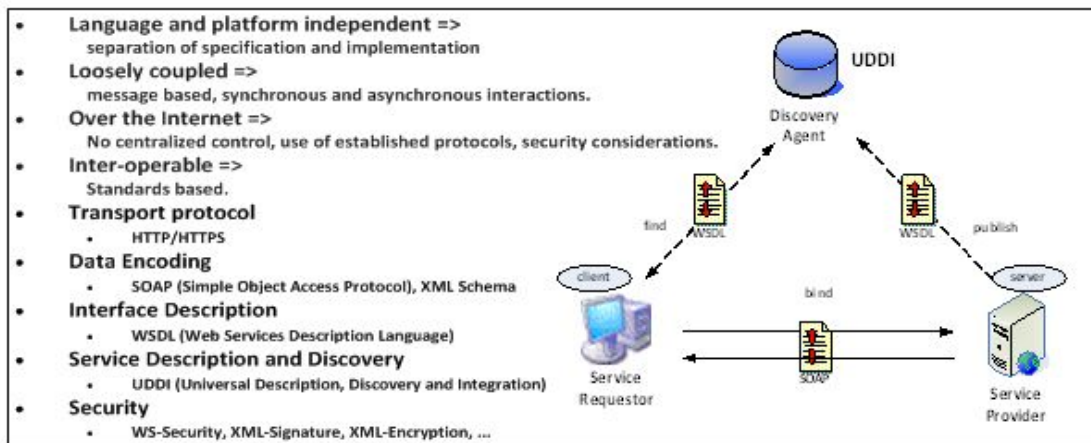 • Language and platform independent =>
separation of specification and implementation
• Loosely coupled =>
message based, synchronous and asynchronous interactions.
• Over the Internet =>
No centralized control, use of established protocols, security considerations.
• Inter-operable =>
Standards based.
• Transport protocol
• HTTP/HTTPS
• Data Encoding
• SOAP (Simple Object Access Protocol), XML Schema
• Interface Description
• WSDL (Web Services Description Language)
• Service Description and Discovery
• UDDI (Universal Description, Discovery and Integration)
• Security
• WS-Security, XML-Signature, XML-Encryption, ...
UDDI
Discovery
Agent
find
WSDL
WSDL
publish
client
server
bind
SOAP
Service
Requestor
Service
Provider